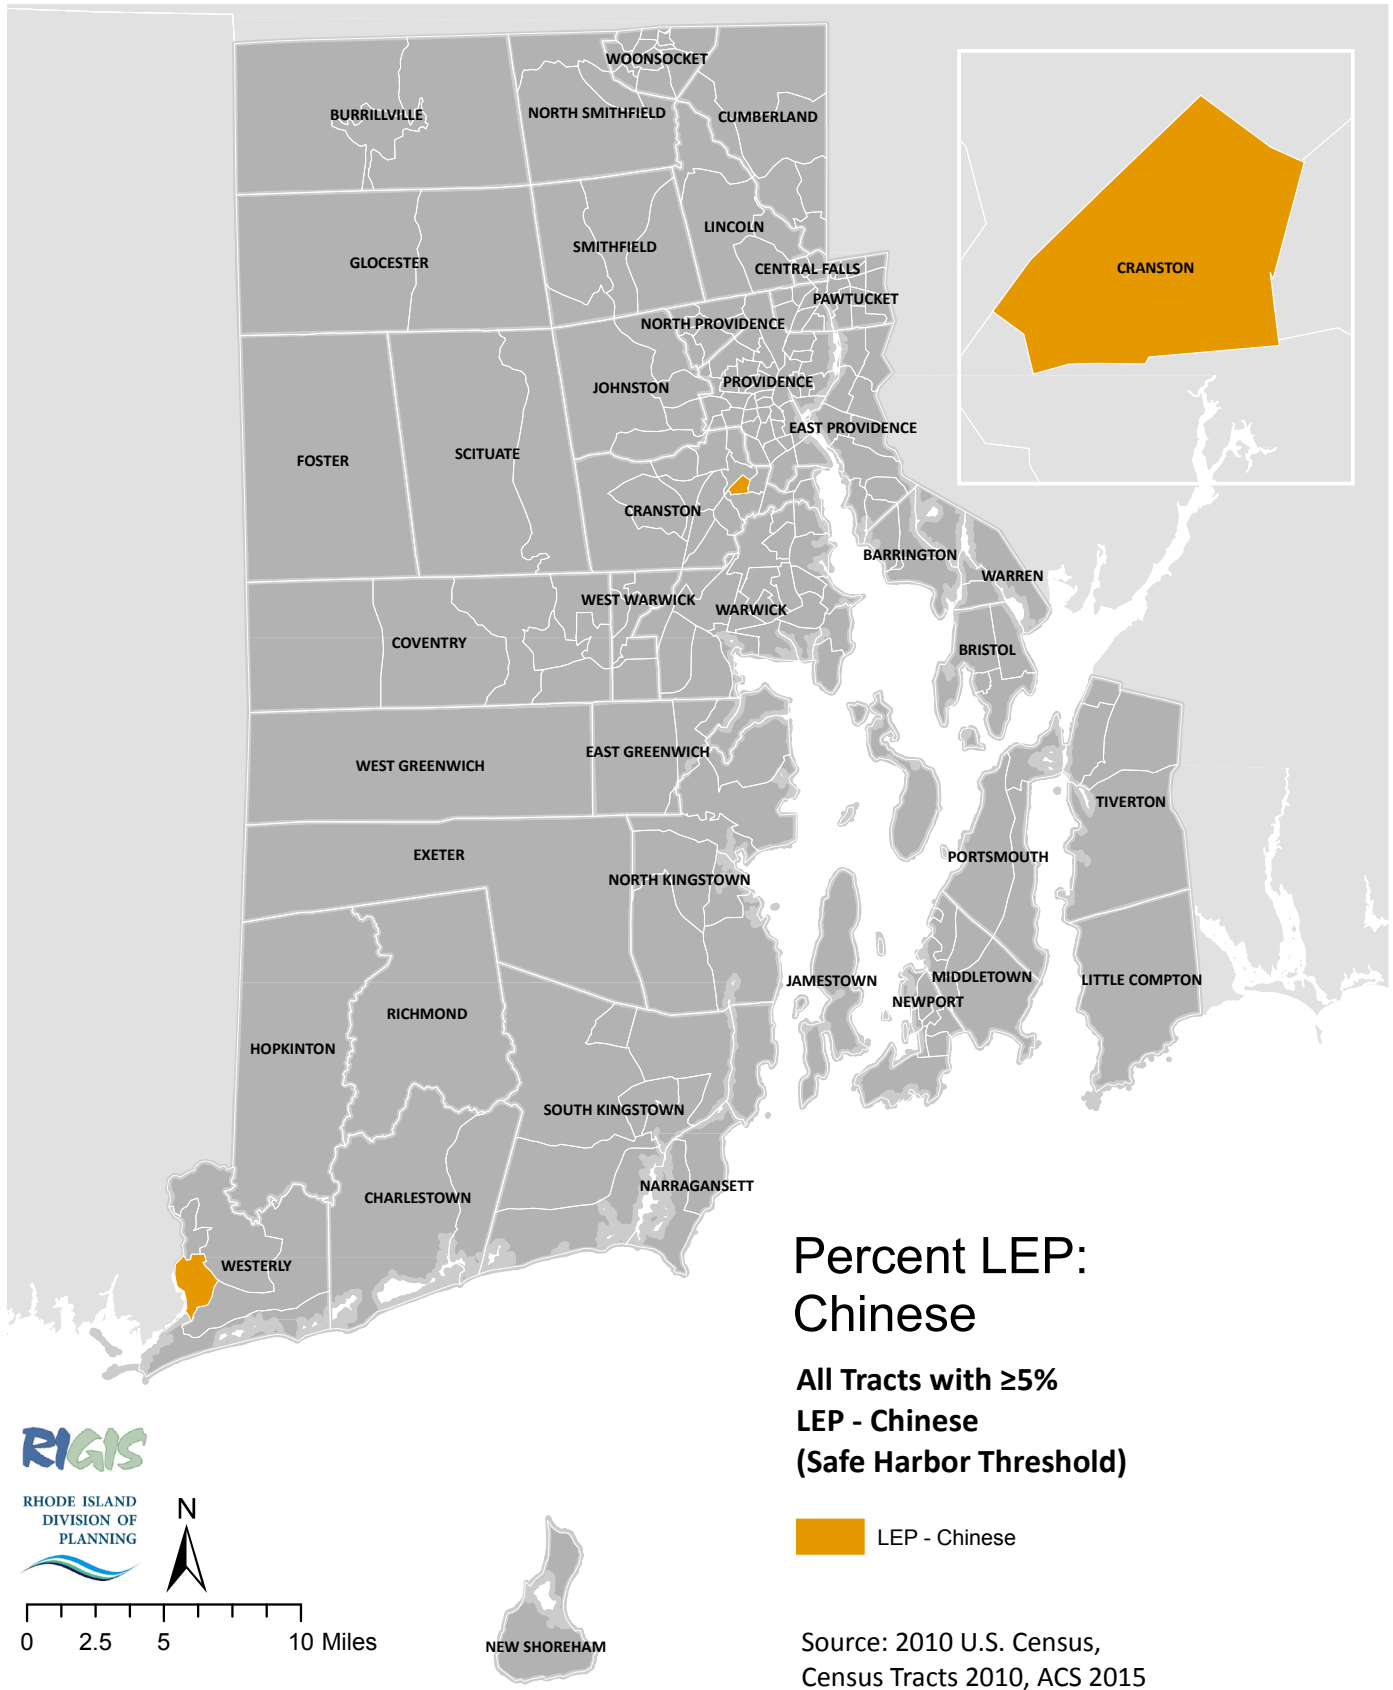 WOONSOCKET
BURRILLVILLE
NORTH SMITHFIELD
CUMBERLAND
LINCOLN
SMITHFIELD
GLOCESTER
CENTRAL FALLS
PAWTUCKET
NORTH PROVIDENCE
CRANSTON
JOHNSTON
PROVIDENCE
EAST PROVIDENCE
FOSTER
SCITUATE
CRANSTON
BARRINGTON
WARREN
WEST WARWICK
WARWICK
COVENTRY
BRISTOL
WEST GREENWICH
EAST GREENWICH
TIVERTON
EXETER
PORTSMOUTH
NORTH KINGSTOWN
JAMESTOWN
MIDDLETOWN
LITTLE COMPTON
NEWPORT
RICHMOND
HOPKINTON
SOUTH KINGSTOWN
NARRAGANSETT
CHARLESTOWN
WESTERLY
Percent LEP:
Chinese
All Tracts with ≥5%
LEP - Chinese
(Safe Harbor Threshold)
LEP - Chinese
RIGIS
RHODE ISLAND
DIVISION OF
PLANNING
N
0 2.5 5 10 Miles
NEW SHOREHAM
Source: 2010 U.S. Census,
Census Tracts 2010, ACS 2015